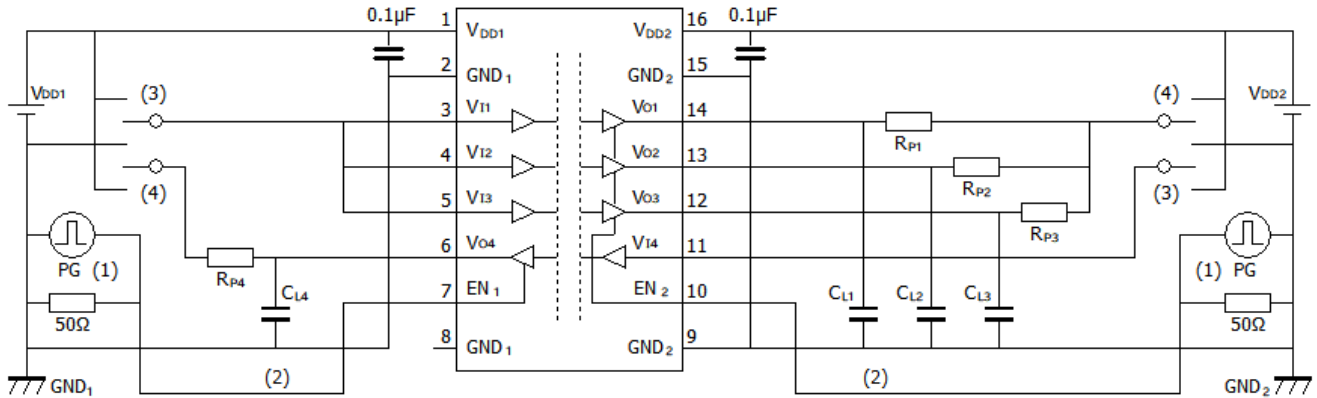 0.1μF 1 16 0.1μF
VDD1 VDD2
2 15
GND1 GND2
VDD1 (3) 3 VI1 VO1 14 (4) VDD2
RP1
4 VI2 VO2 13
RP2
(4) 5 VI3 VO3 12 (3)
RP3
6 VO4 VI4 11
PG (1) RP4 (1) PG
CL4 7 EN1 EN2 10 CL1 CL2 CL3
50Ω 50Ω
8 GND1 GND2 9
GND1 (2) (2) GND2